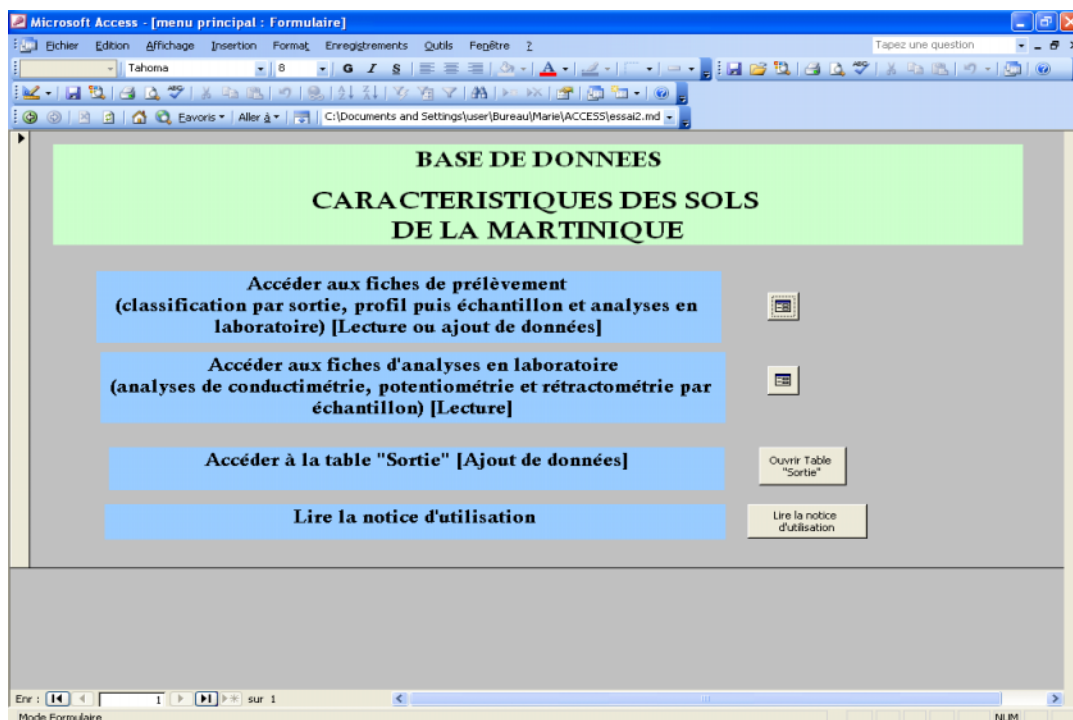 Microsoft Access - [menu principal : Formulaire]
Fichier Edition Affichage Insertion Format Enregistrements Outils Fenêtre ? Tapez une question
Tahoma 8 G I S A
Favoris Aller à C:\Documents and Settings\user\Bureau\Marie\ACCESS\essai2.md
BASE DE DONNEES
CARACTERISTIQUES DES SOLS
DE LA MARTINIQUE
Accéder aux fiches de prélèvement
(classification par sortie, profil puis échantillon et analyses en
laboratoire) [Lecture ou ajout de données]
Accéder aux fiches d'analyses en laboratoire
(analyses de conductimétrie, potentiométrie et rétractométrie par
échantillon) [Lecture]
Accéder à la table "Sortie" [Ajout de données]
Ouvrir Table
"Sortie"
Lire la notice d'utilisation
Lire la notice
d'utilisation
Enr : 1 sur 1
Mode Formulaire NUM